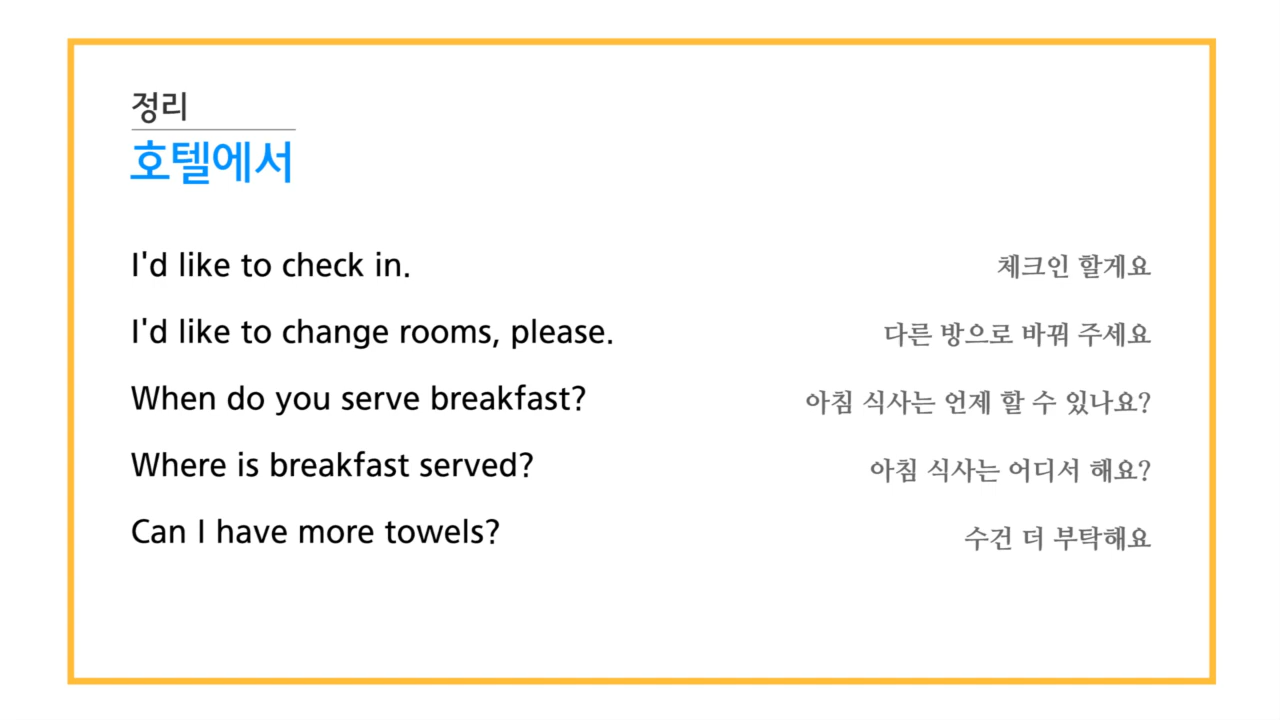 정리
호텔에서
I'd like to check in. 체크인 할게요
I'd like to change rooms, please. 다른 방으로 바꿔 주세요
When do you serve breakfast? 아침 식사는 언제 할 수 있나요?
Where is breakfast served? 아침 식사는 어디서 해요?
Can I have more towels? 수건 더 부탁해요